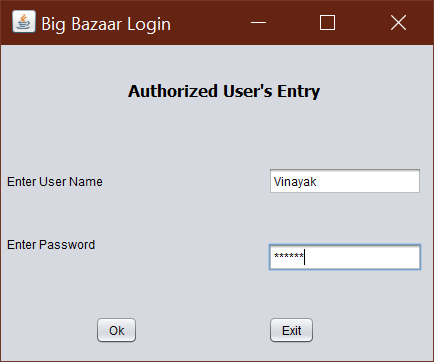 Big Bazaar Login
Authorized User's Entry
Enter User Name Vinayak
Enter Password ******
Ok Exit